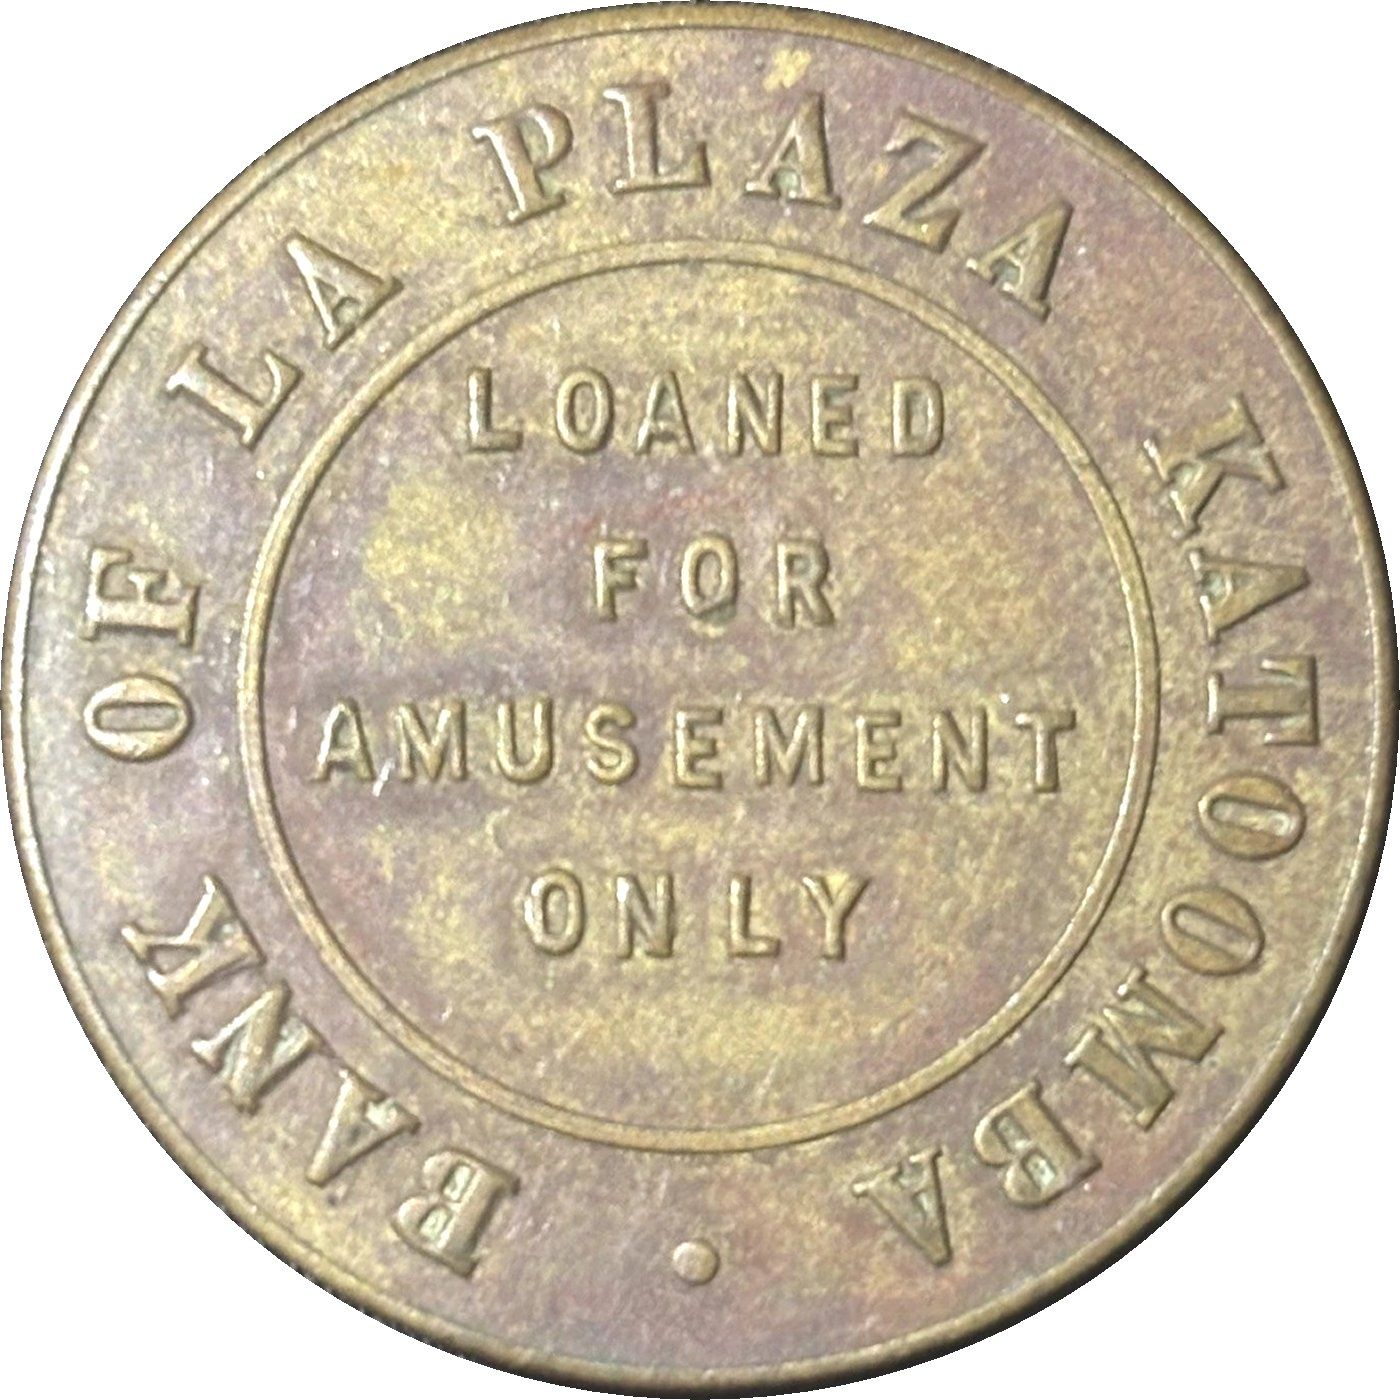 BANK OF LA PLAZA KATOOMBA
LOANED
FOR
AMUSEMENT
ONLY